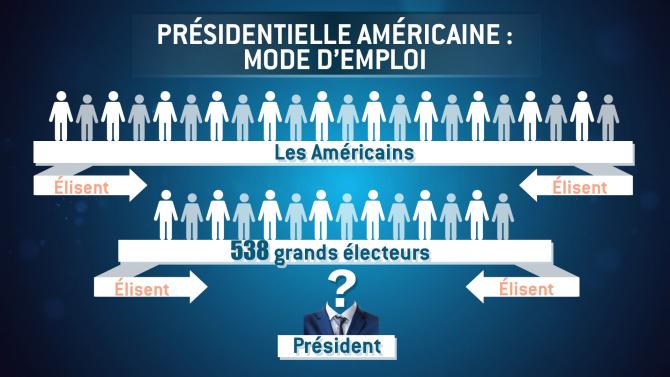 PRÉSIDENTIELLE AMÉRICAINE :
MODE D'EMPLOI
Les Américains
Élisent
Élisent
538 grands électeurs
Élisent
Élisent
?
Président